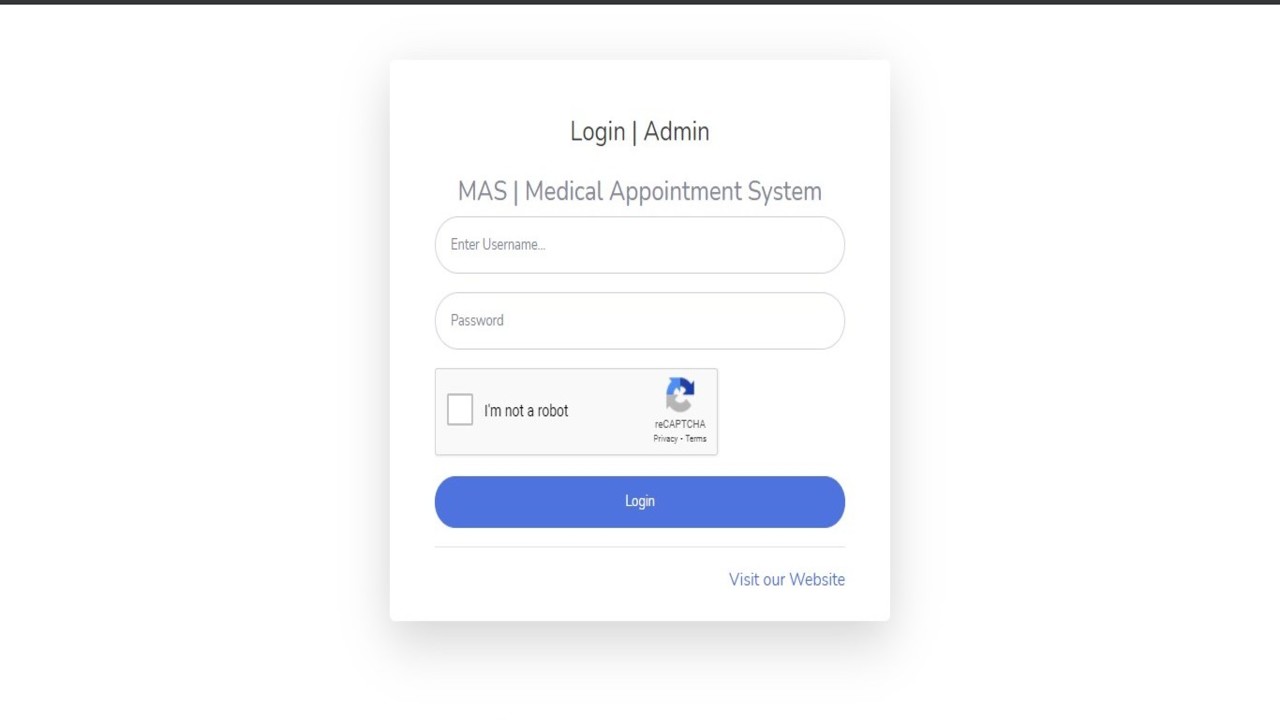 Login | Admin
MAS | Medical Appointment System
Enter Username...
Password
I'm not a robot
reCAPTCHA
Privacy - Terms
Login
Visit our Website